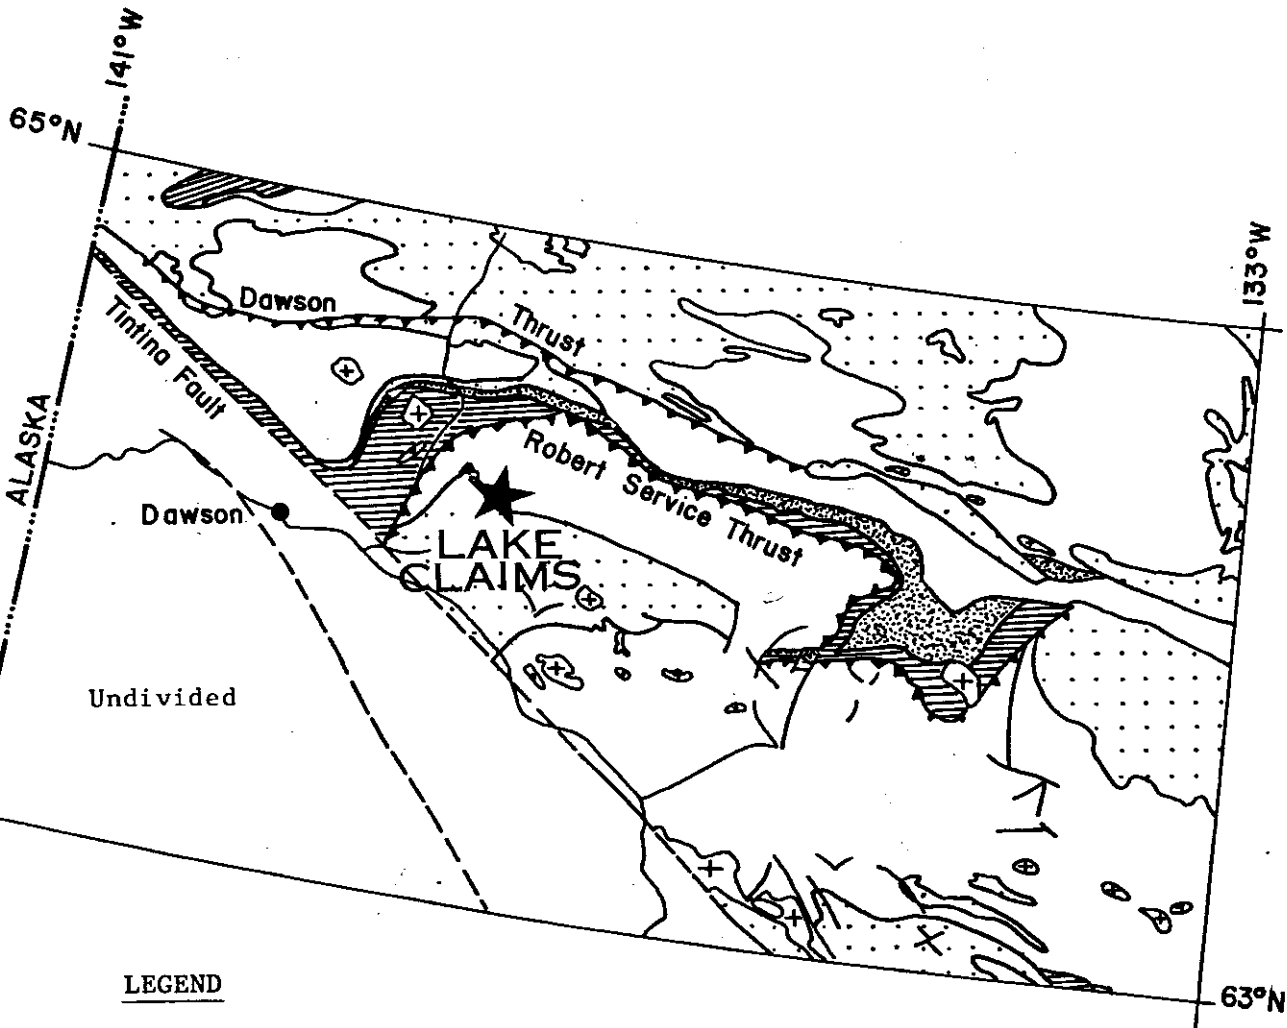 141°W
65°N
133°W
Dawson
Thrust
Tintina Fault
ALASKA
Robert Service Thrust
Dawson
LAKE
CLAIMS
Undivided
LEGEND
63°N